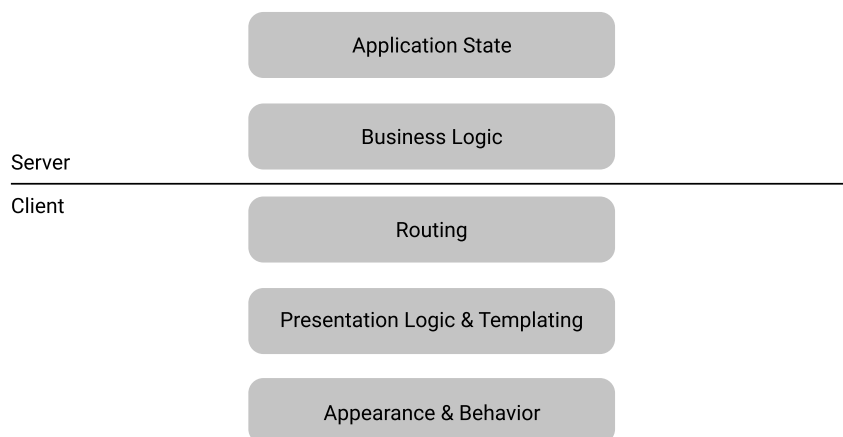 Application State
Business Logic
Server
Client
Routing
Presentation Logic & Templating
Appearance & Behavior